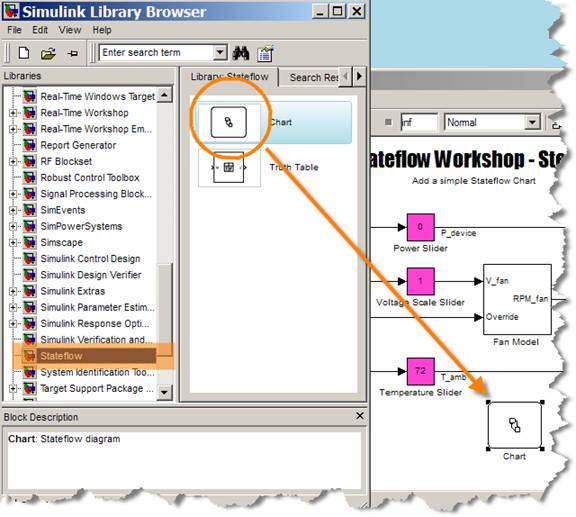 Simulink Library Browser
File Edit View Help
Enter search term
Libraries
Library: Stateflow
Search Res
Real-Time Windows Target
Real-Time Workshop
Real-Time Workshop Em...
Report Generator
RF Blockset
Robust Control Toolbox
Signal Processing Block...
SimEvents
SimPowerSystems
Simscape
Simulink Control Design
Simulink Design Verifier
Simulink Extras
Simulink Parameter Estim...
Simulink Response Opti...
Simulink Verification and...
Stateflow
System Identification Too...
Target Support Package ...
Chart
Truth Table
Block Description
Chart: Stateflow diagram
inf
Normal
tateflow Workshop - Ste
Add a simple Stateflow Chart
0
P_device
Power Slider
1
Voltage Scale Slider
V_fan
RPM_fan
Override
Fan Model
72
T_amb
Temperature Slider
Chart